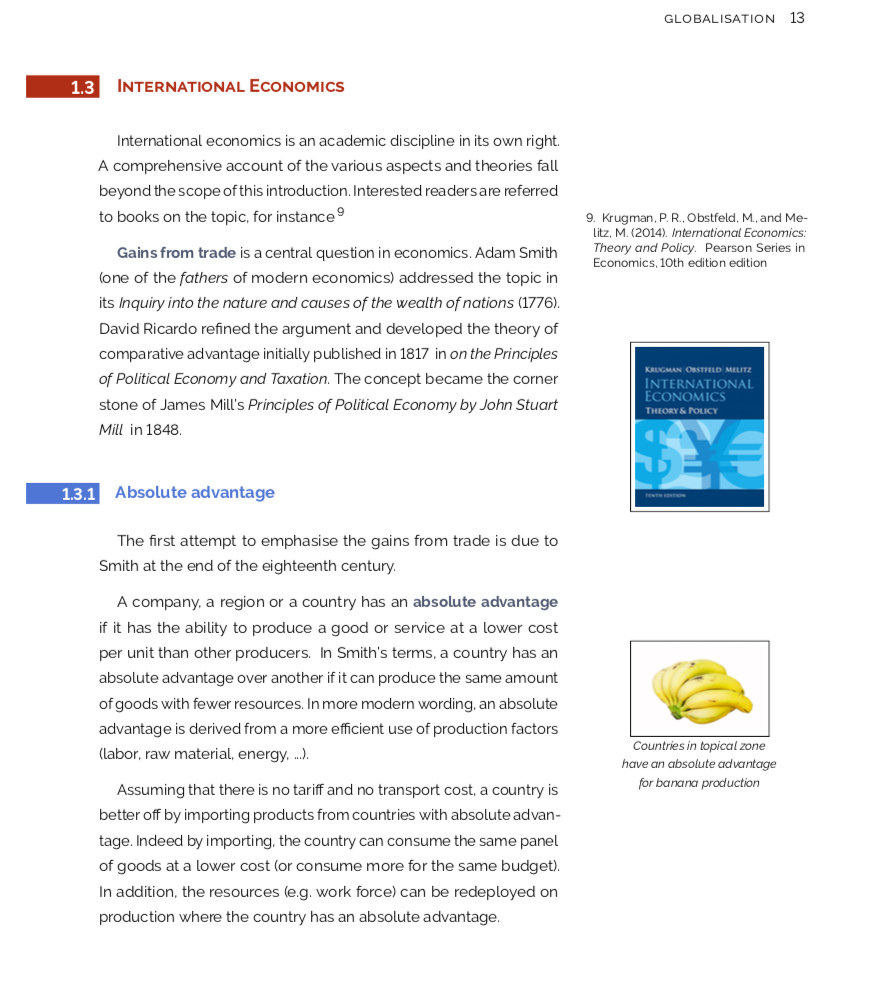 GLOBALISATION 13
1.3 INTERNATIONAL ECONOMICS
International economics is an academic discipline in its own right.
A comprehensive account of the various aspects and theories fall
beyond the scope of this introduction. Interested readers are referred
to books on the topic, for instance 9
9. Krugman, P. R., Obstfeld, M., and Me-
litz, M. (2014). International Economics:
Theory and Policy. Pearson Series in
Economics, 10th edition edition
Gains from trade is a central question in economics. Adam Smith
(one of the fathers of modern economics) addressed the topic in
its Inquiry into the nature and causes of the wealth of nations (1776).
David Ricardo refined the argument and developed the theory of
comparative advantage initially published in 1817 in on the Principles
of Political Economy and Taxation. The concept became the corner
stone of James Mill's Principles of Political Economy by John Stuart
Mill in 1848.
KRUGMAN | OBSTFELD | MELITZ
INTERNATIONAL
ECONOMICS
THEORY & POLICY
TENTH EDITION
1.3.1 Absolute advantage
The first attempt to emphasise the gains from trade is due to
Smith at the end of the eighteenth century.
A company, a region or a country has an absolute advantage
if it has the ability to produce a good or service at a lower cost
per unit than other producers. In Smith's terms, a country has an
absolute advantage over another if it can produce the same amount
of goods with fewer resources. In more modern wording, an absolute
advantage is derived from a more efficient use of production factors
(labor, raw material, energy, ...).
Countries in topical zone
have an absolute advantage
for banana production
Assuming that there is no tariff and no transport cost, a country is
better off by importing products from countries with absolute advan-
tage. Indeed by importing, the country can consume the same panel
of goods at a lower cost (or consume more for the same budget).
In addition, the resources (e.g. work force) can be redeployed on
production where the country has an absolute advantage.